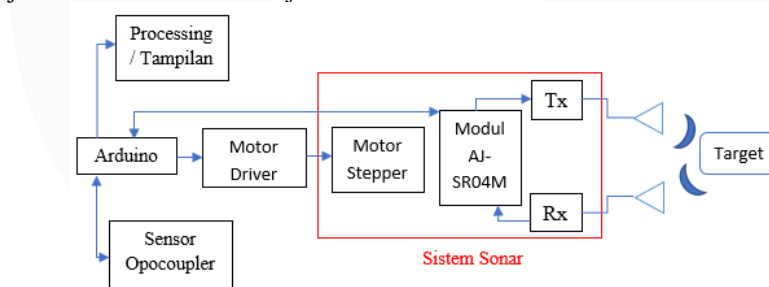 Processing
/ Tampilan
Arduino
Motor
Driver
Motor
Stepper
Modul
AJ-
SR04M
Tx
Rx
Target
Sensor
Opocoupler
Sistem Sonar